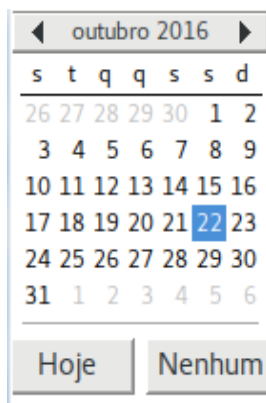 outubro 2016
s t q q s s d
26 27 28 29 30 1 2
3 4 5 6 7 8 9
10 11 12 13 14 15 16
17 18 19 20 21 22 23
24 25 26 27 28 29 30
31 1 2 3 4 5 6
Hoje Nenhum